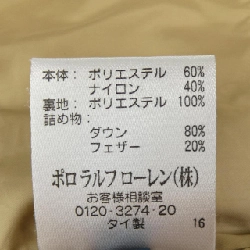 本体: ポリエステル 60%
ナイロン 40%
裏地: ポリエステル 100%
詰め物:
ダウン 80%
フェザー 20%
ポロ ラルフ ローレン(株)
お客様相談室
0120-3274-20
タイ製 16